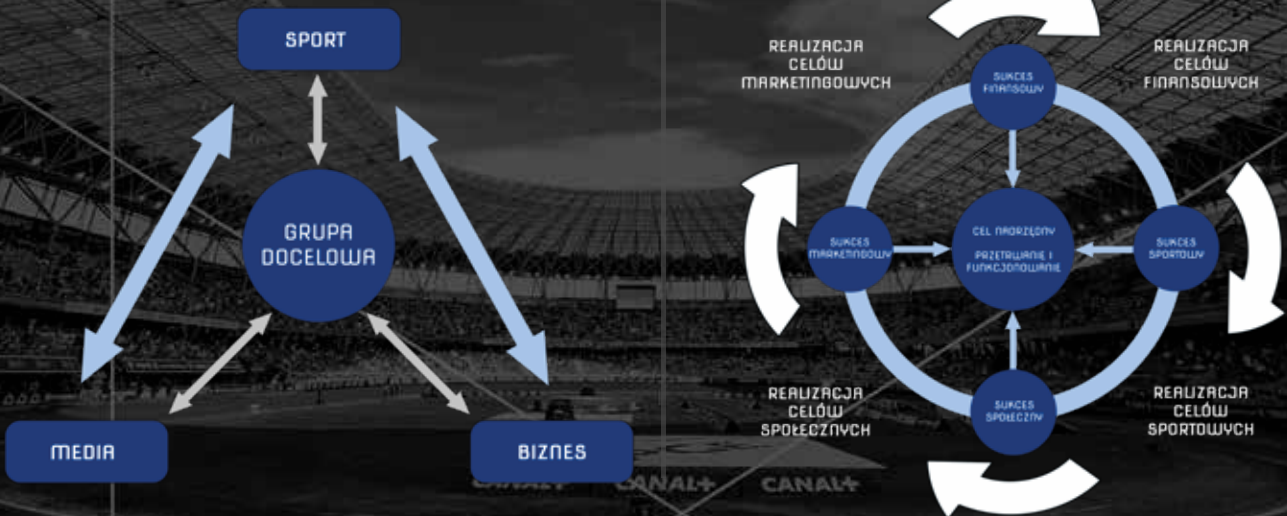 SPORT
GRUPA
DOCELOWA
MEDIA
BIZNES
REALIZACJA
CELÓW
MARKETINGOWYCH
REALIZACJA
CELÓW
FINANSOWYCH
SUKCES
FINANSOWY
SUKCES
MARKETINGOWY
CEL NADRZĘDNY
PRZETRWANIE I
FUNKCJONOWANIE
SUKCES
SPORTOWY
SUKCES
SPOŁECZNY
REALIZACJA
CELÓW
SPOŁECZNYCH
REALIZACJA
CELÓW
SPORTOWYCH
CANAL+
CANAL+
CANAL+